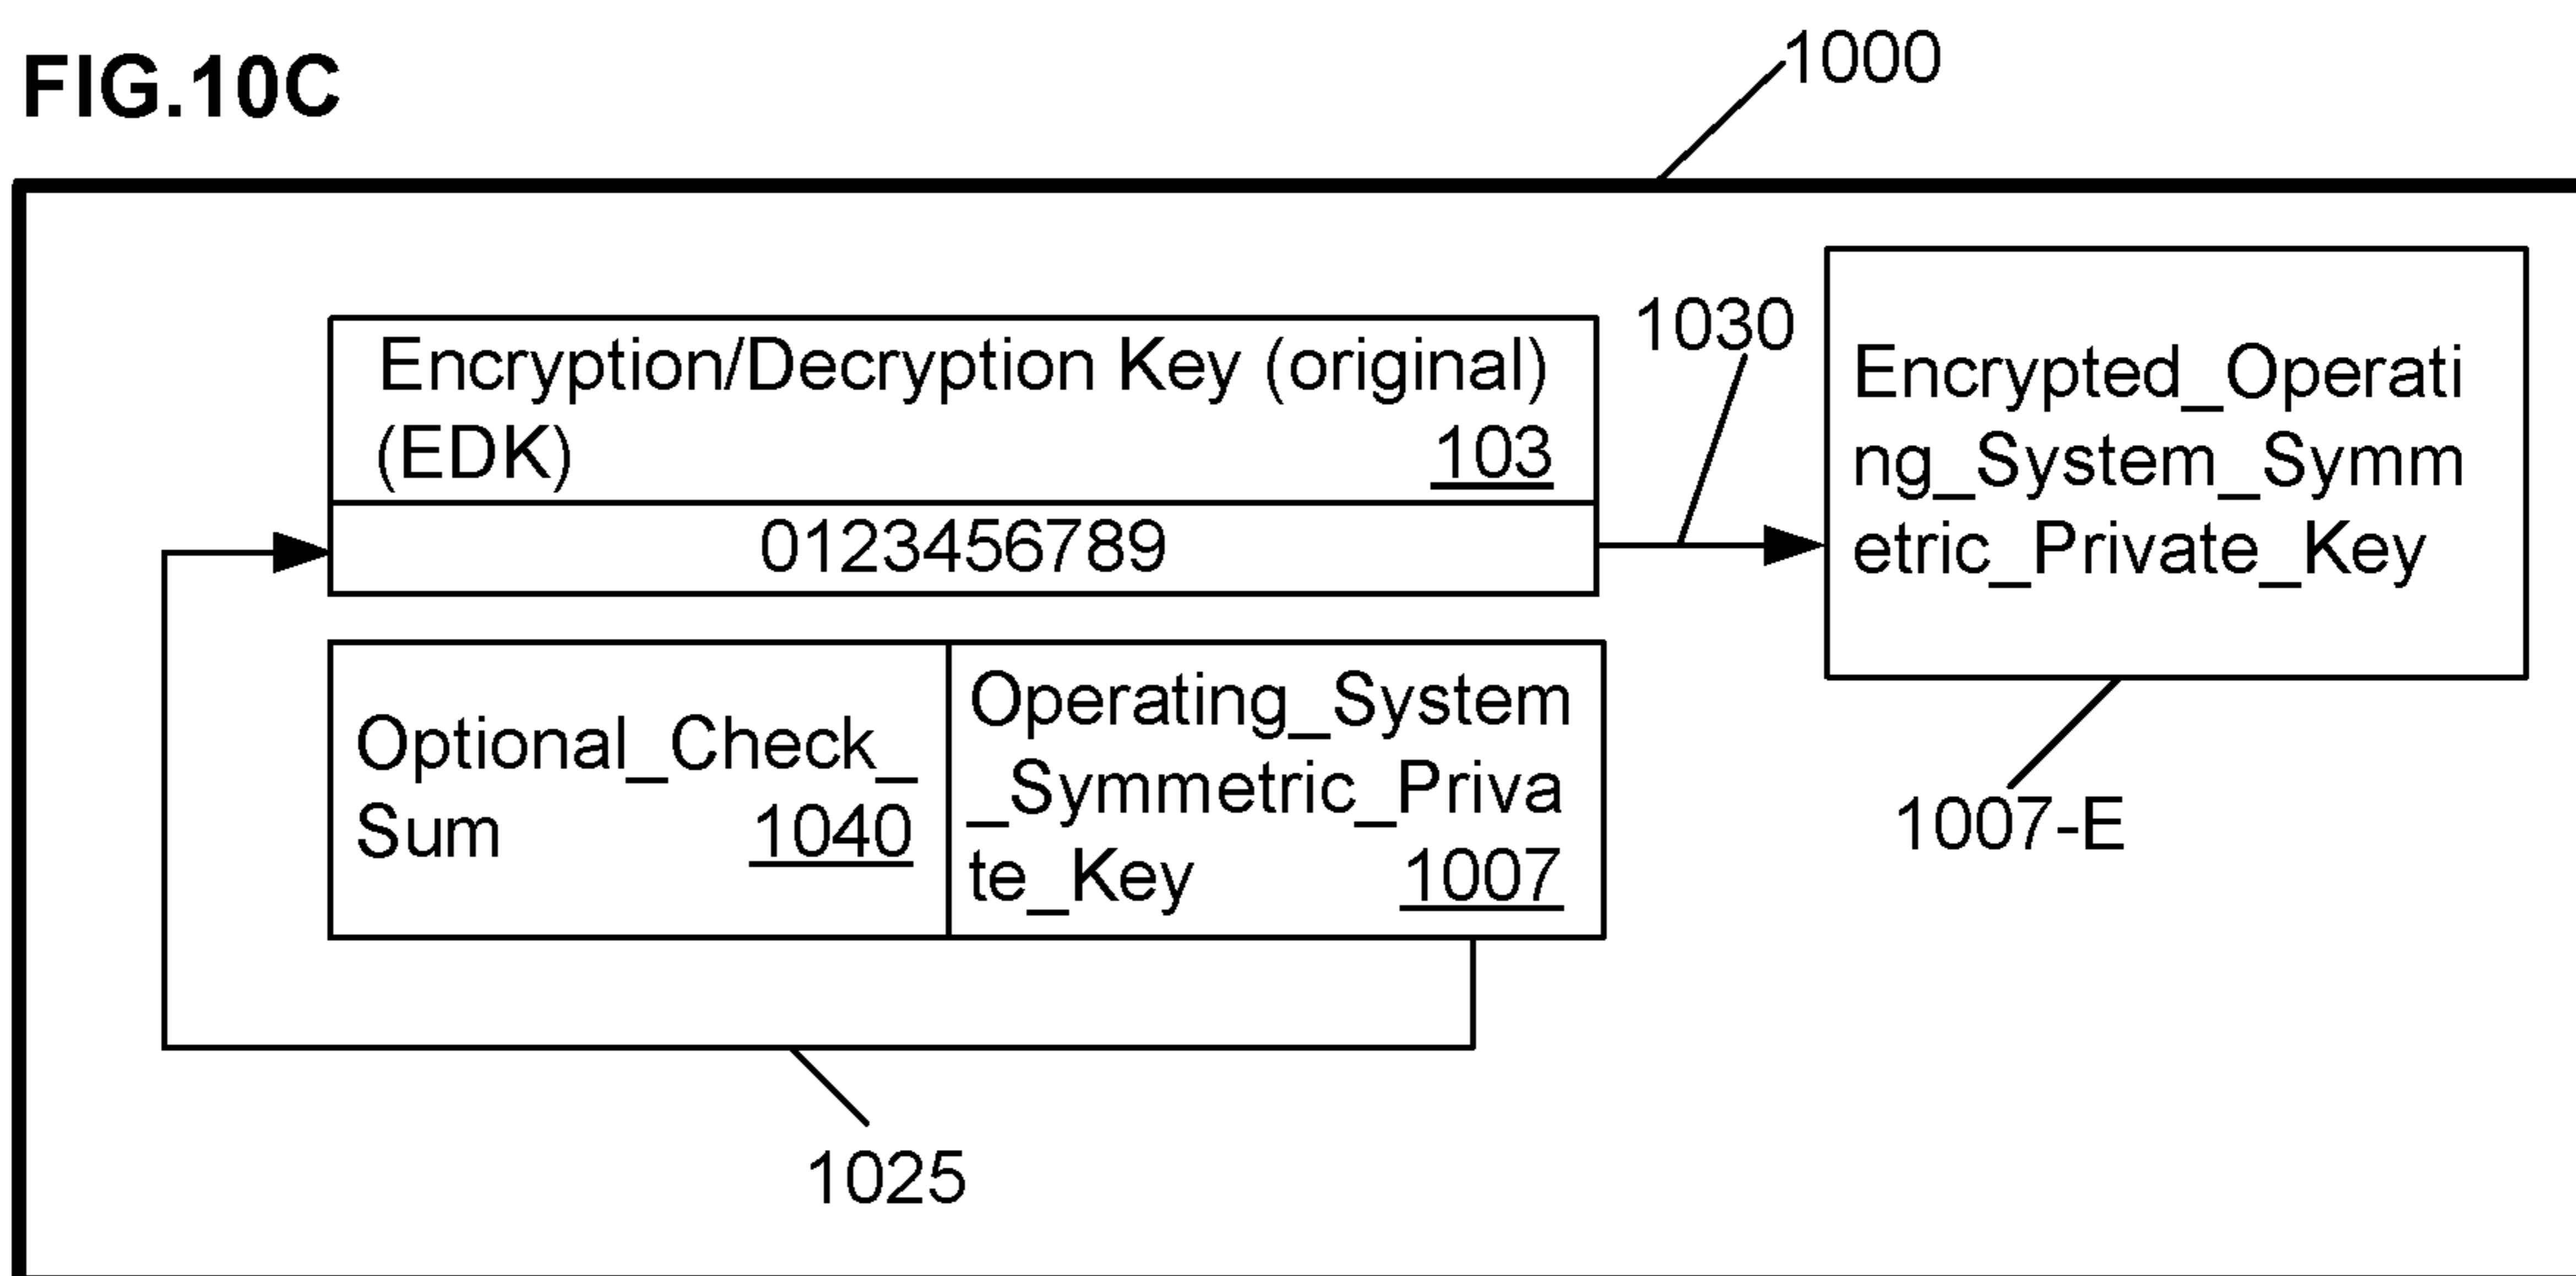 FIG.10C
1000
Encryption/Decryption Key (original)
(EDK) 103
0123456789
1030
Encrypted_Operati
ng_System_Symm
etric_Private_Key
1007-E
Optional_Check_
Sum 1040
Operating_System
_Symmetric_Priva
te_Key 1007
1025